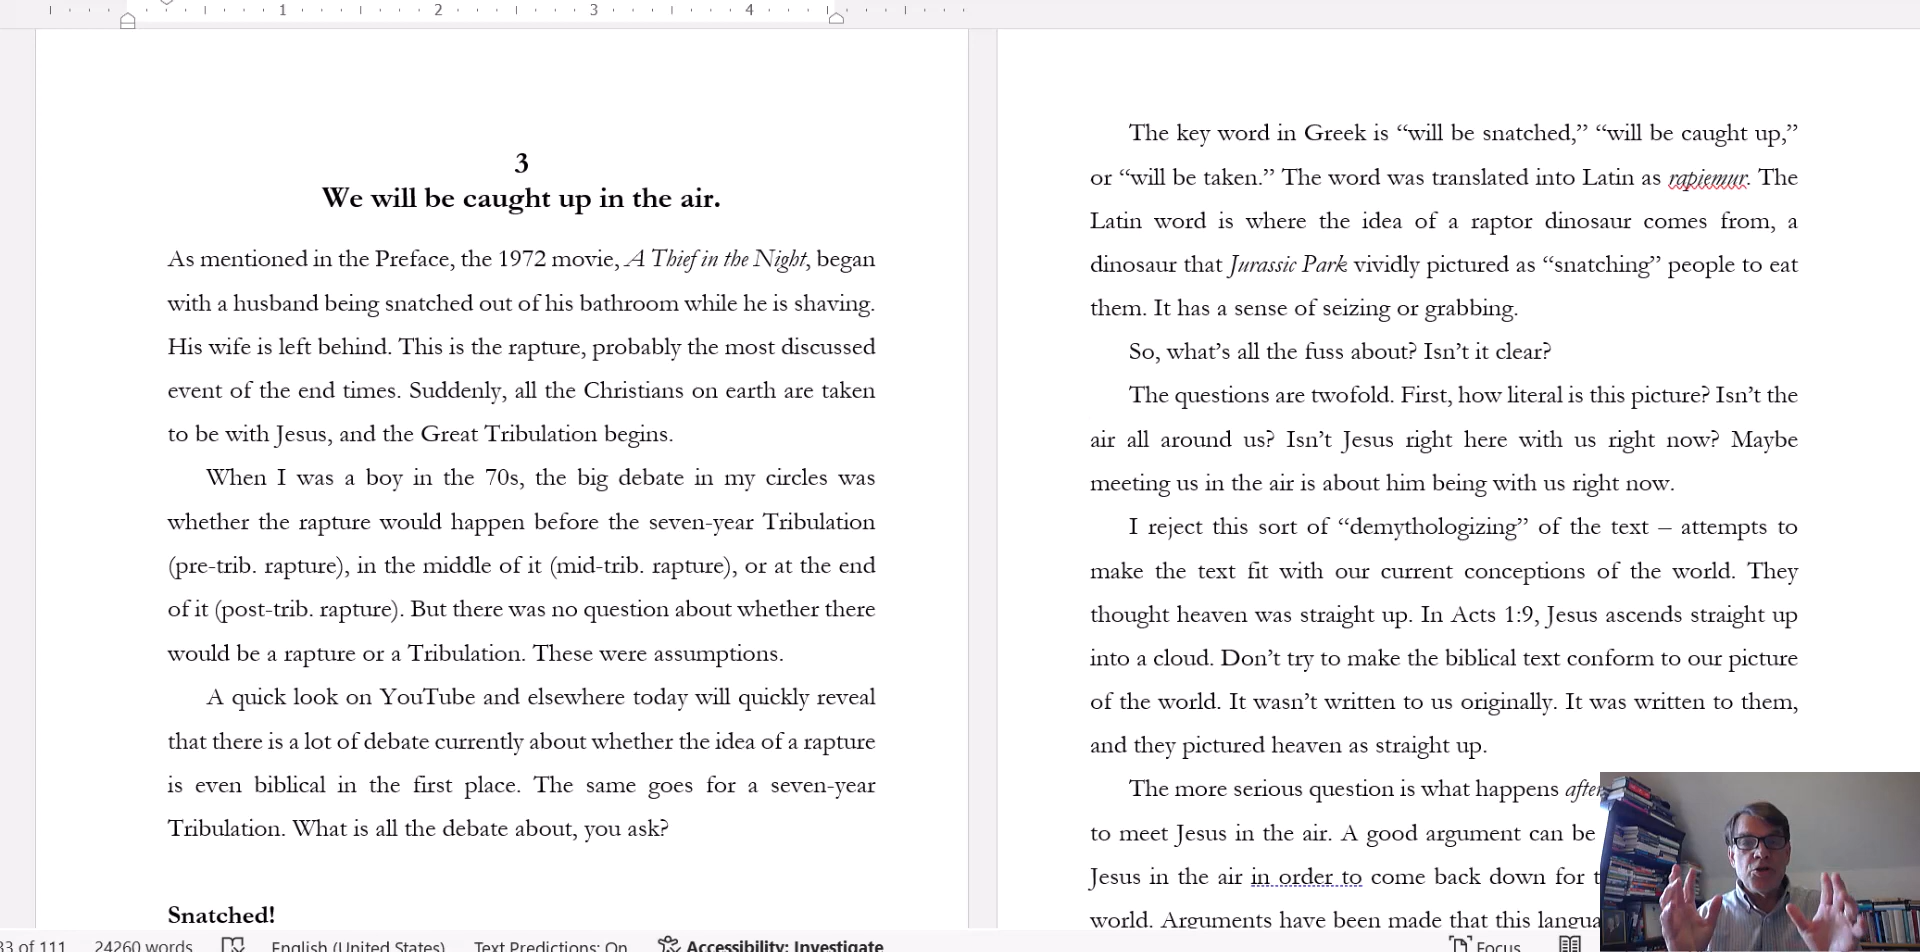 1 2 3 4
3
We will be caught up in the air.
As mentioned in the Preface, the 1972 movie, A Thief in the Night, began
with a husband being snatched out of his bathroom while he is shaving.
His wife is left behind. This is the rapture, probably the most discussed
event of the end times. Suddenly, all the Christians on earth are taken
to be with Jesus, and the Great Tribulation begins.
When I was a boy in the 70s, the big debate in my circles was
whether the rapture would happen before the seven-year Tribulation
(pre-trib. rapture), in the middle of it (mid-trib. rapture), or at the end
of it (post-trib. rapture). But there was no question about whether there
would be a rapture or a Tribulation. These were assumptions.
A quick look on YouTube and elsewhere today will quickly reveal
that there is a lot of debate currently about whether the idea of a rapture
is even biblical in the first place. The same goes for a seven-year
Tribulation. What is all the debate about, you ask?
Snatched!
The key word in Greek is “will be snatched,” “will be caught up,”
or “will be taken.” The word was translated into Latin as rapiemur. The
Latin word is where the idea of a raptor dinosaur comes from, a
dinosaur that Jurassic Park vividly pictured as “snatching” people to eat
them. It has a sense of seizing or grabbing.
So, what’s all the fuss about? Isn’t it clear?
The questions are twofold. First, how literal is this picture? Isn’t the
air all around us? Isn’t Jesus right here with us right now? Maybe
meeting us in the air is about him being with us right now.
I reject this sort of “demythologizing” of the text – attempts to
make the text fit with our current conceptions of the world. They
thought heaven was straight up. In Acts 1:9, Jesus ascends straight up
into a cloud. Don’t try to make the biblical text conform to our picture
of the world. It wasn’t written to us originally. It was written to them,
and they pictured heaven as straight up.
The more serious question is what happens after
to meet Jesus in the air. A good argument can be
Jesus in the air in order to come back down for
world. Arguments have been made that this
33 of 111 24260 words English (United States) Text Predictions: On Accessibility: Investigate Focus